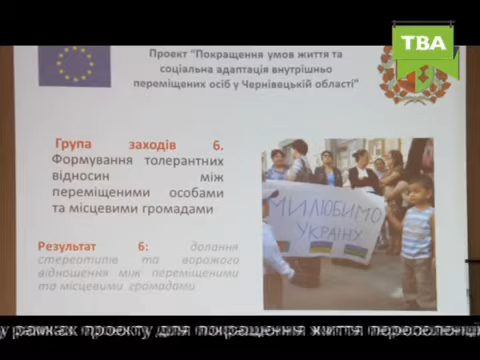 ТВА
Проект "Покращення умов життя та
соціальна адаптація внутрішньо
переміщених осіб у Чернівецькій області"
Група заходів 6.
Формування толерантних
відносин між
переміщеними особами
та місцевими громадами
Результат 6: долання
стереотипів та ворожого
відношення між переміщеними
та місцевими громадами
МИ ЛЮБИМО
УКРАЇНУ
у рамках проекту для покращення життя переселенців